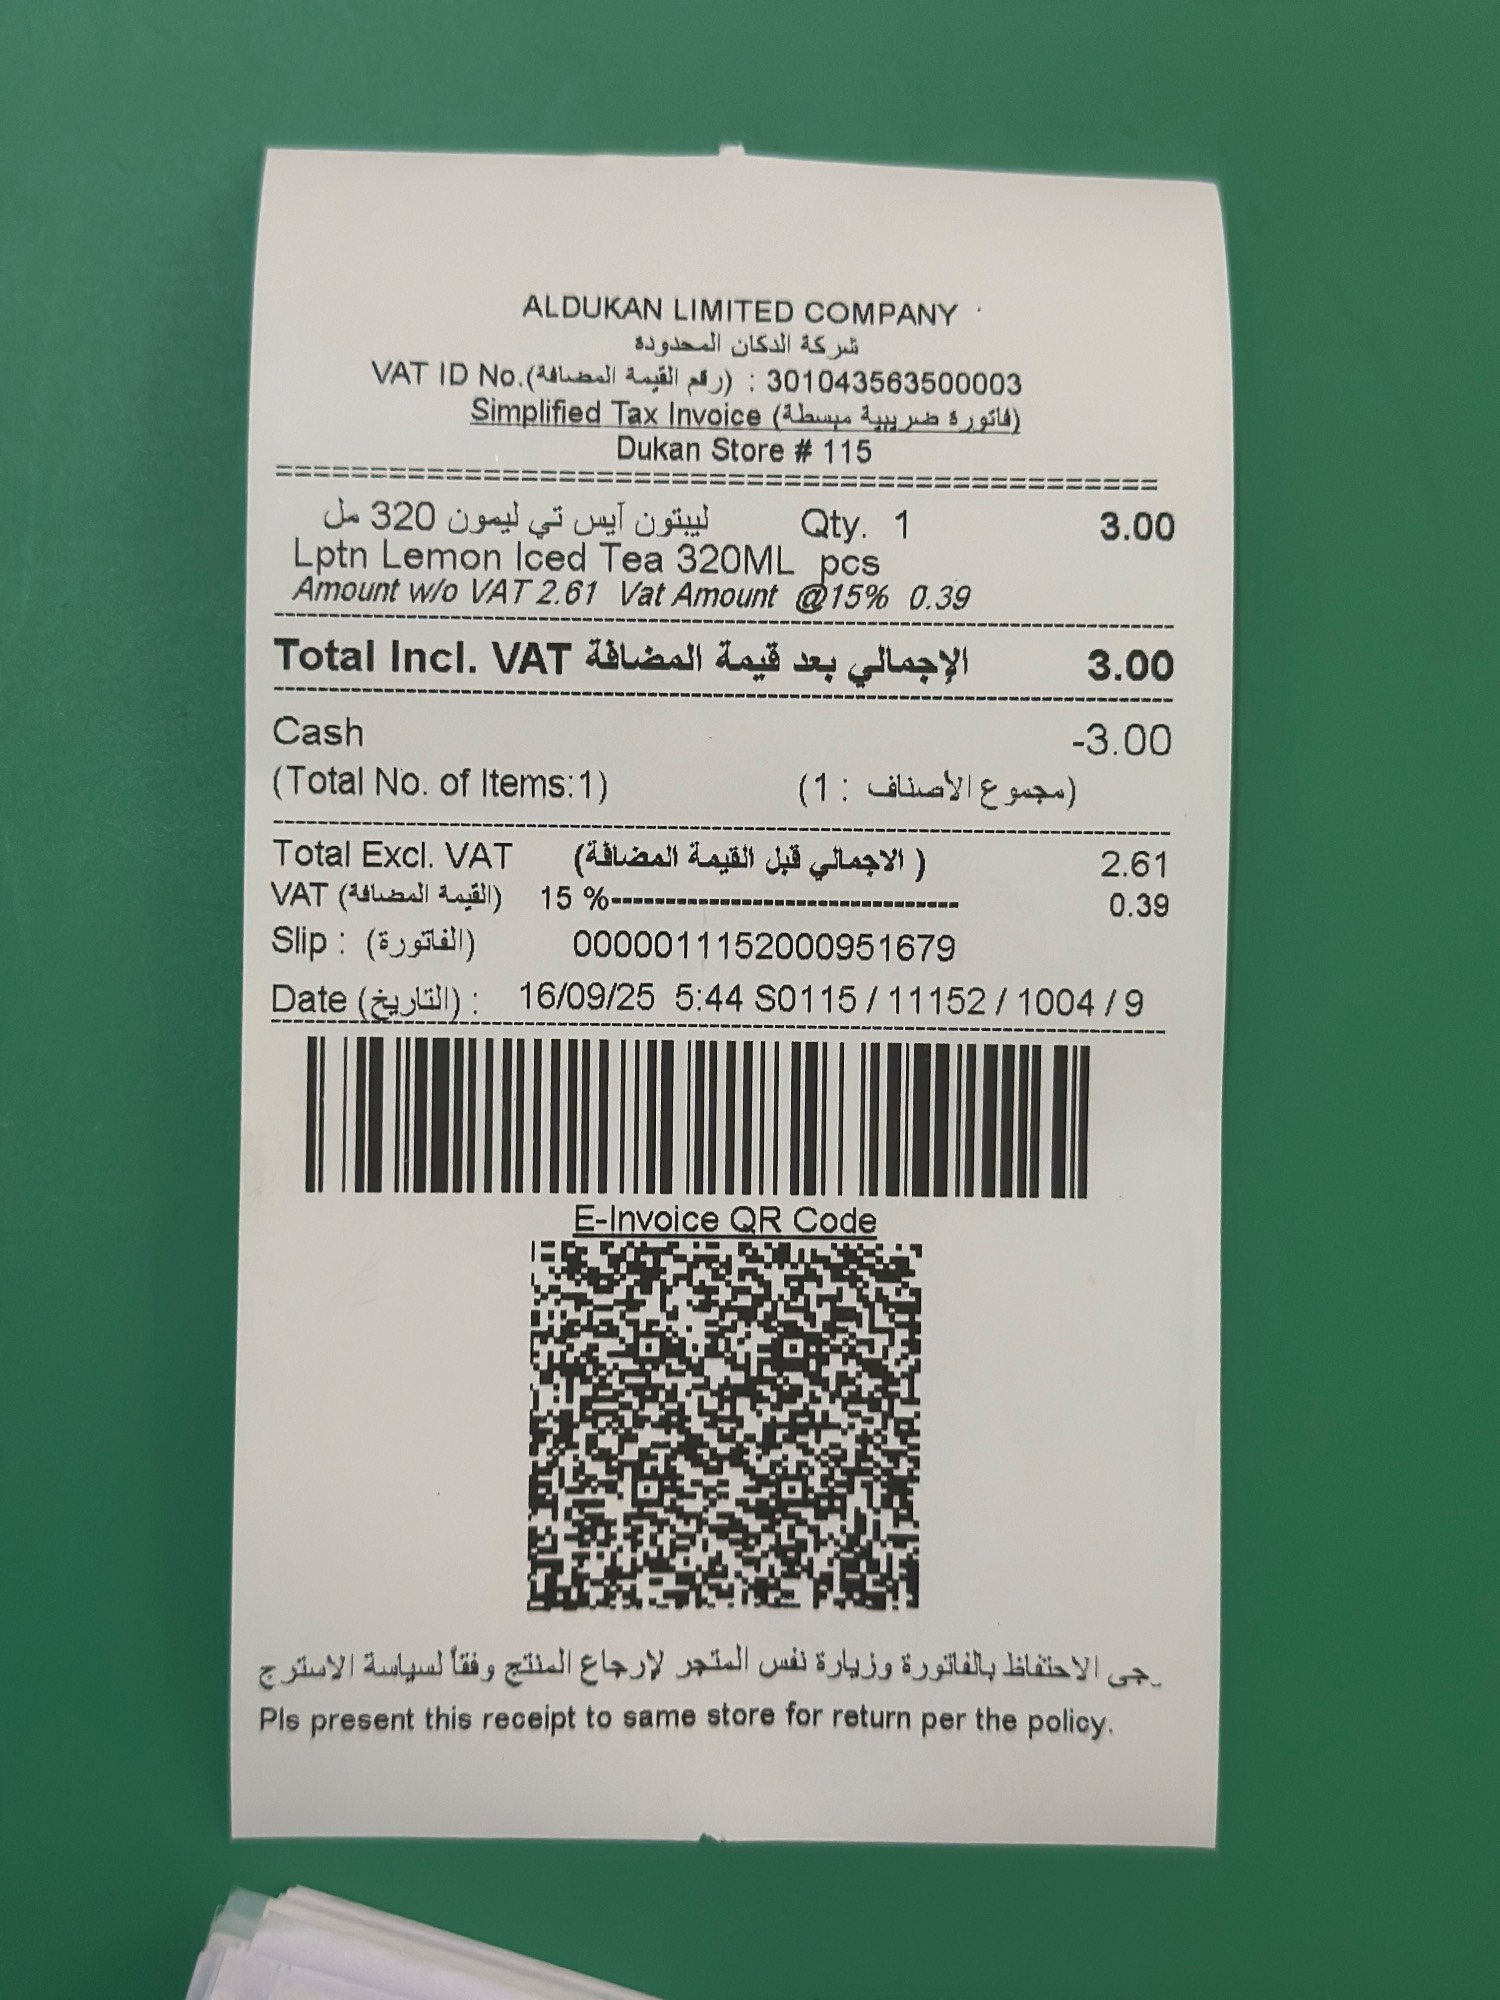 ALDUKAN LIMITED COMPANY
شركة الدكان المحدودة
VAT ID No.(رقم القيمة المضافة) : 301043563500003
Simplified Tax Invoice (فاتورة ضريبية مبسطة)
Dukan Store # 115
==================================================
ليبتون آيس تي ليمون 320 مل Qty. 1 3.00
Lptn Lemon Iced Tea 320ML pcs
Amount w/o VAT 2.61 Vat Amount @15% 0.39
Total Incl. VAT الإجمالي بعد قيمة المضافة 3.00
Cash -3.00
(Total No. of Items:1) (مجموع الأصناف : 1)
Total Excl. VAT (الاجمالي قبل القيمة المضافة ) 2.61
VAT (القيمة المضافة) 15 %-------------------------------- 0.39
Slip : (الفاتورة) 0000011152000951679
Date (التاريخ) : 16/09/25 5:44 S0115 / 11152 / 1004 / 9
E-Invoice QR Code
جى الاحتفاظ بالفاتورة وزيارة نفس المتجر لإرجاع المنتج وفقاً لسياسة الاسترج
Pls present this receipt to same store for return per the policy.